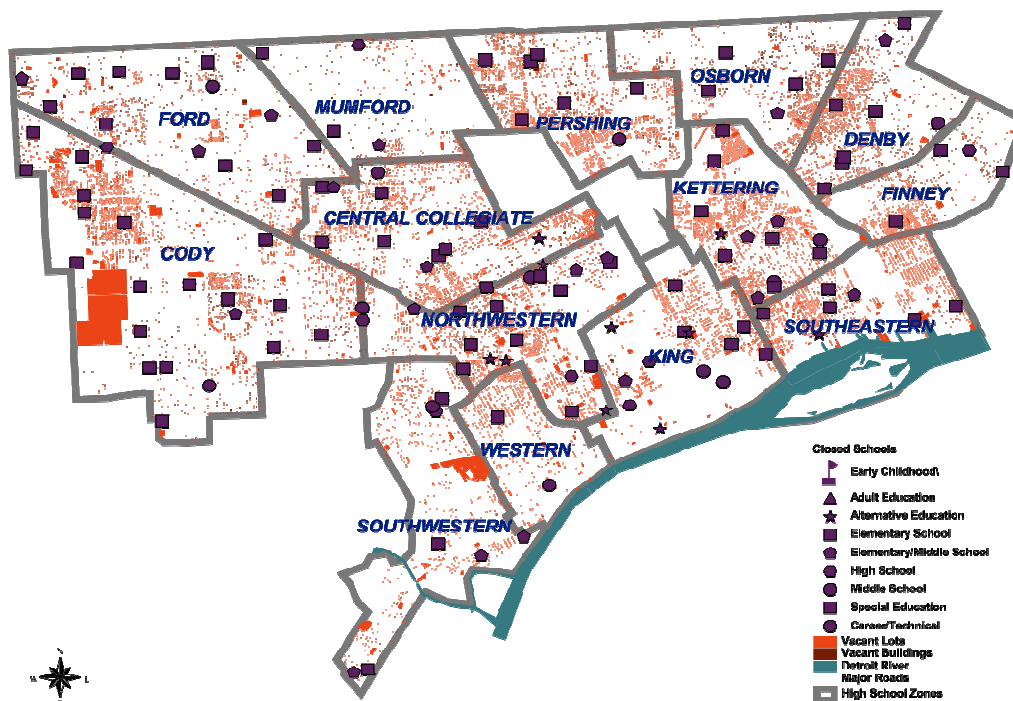 OSBORN
MUMFORD
FORD
PERSHING
DENBY
KETTERING
FINNEY
CENTRAL COLLEGIATE
CODY
NORTHWESTERN
SOUTHEASTERN
KING
WESTERN
SOUTHWESTERN
Closed Schools
Early Childhood\
Adult Education
Alternative Education
Elementary School
Elementary/Middle School
High School
Middle School
Special Education
Career/Technical
Vacant Lots
Vacant Buildings
Detroit River
Major Roads
High School Zones